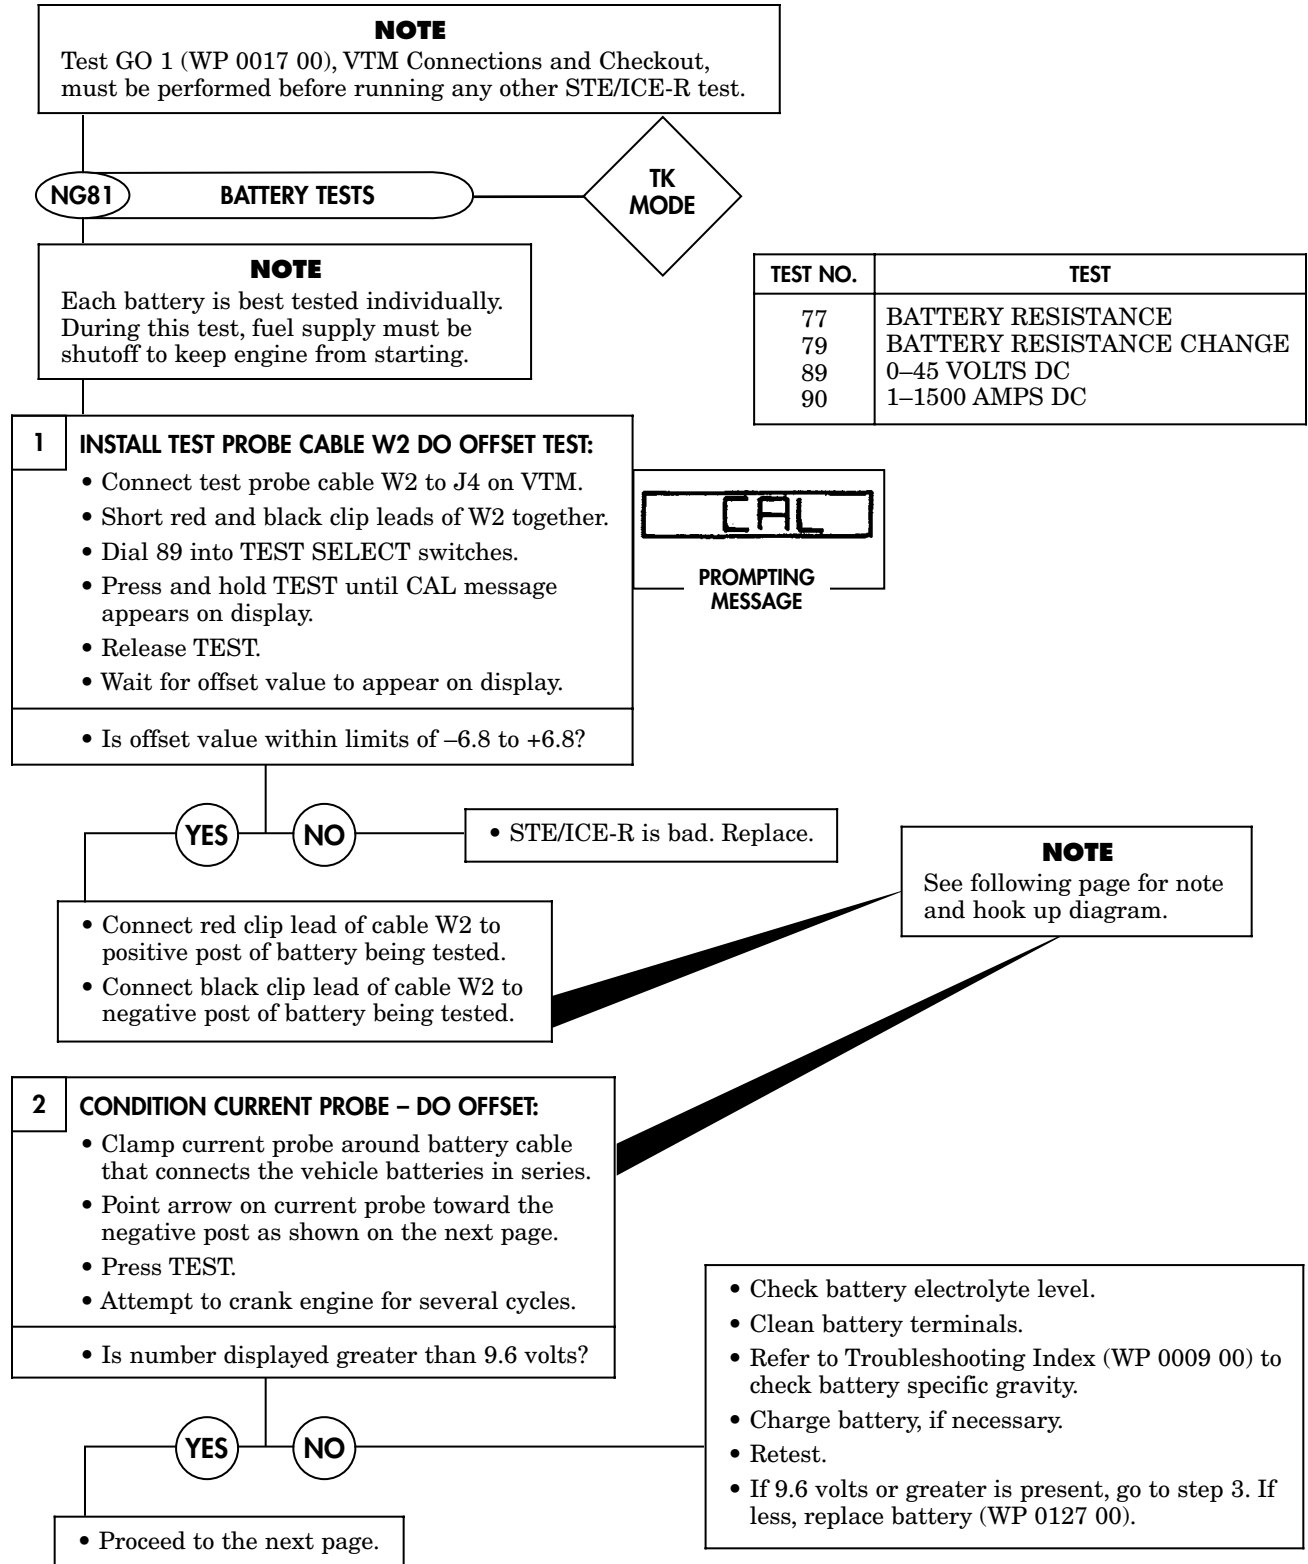 NOTE
Test GO 1 (WP 0017 00), VTM Connections and Checkout,
must be performed before running any other STE/ICE-R test.
NG81
BATTERY TESTS
TK
MODE
NOTE
Each battery is best tested individually.
During this test, fuel supply must be
shutoff to keep engine from starting.
TEST NO. TEST
77 BATTERY RESISTANCE
79 BATTERY RESISTANCE CHANGE
89 0–45 VOLTS DC
90 1–1500 AMPS DC
1 INSTALL TEST PROBE CABLE W2 DO OFFSET TEST:
• Connect test probe cable W2 to J4 on VTM.
• Short red and black clip leads of W2 together.
• Dial 89 into TEST SELECT switches.
• Press and hold TEST until CAL message
appears on display.
• Release TEST.
• Wait for offset value to appear on display.
• Is offset value within limits of –6.8 to +6.8?
CAL
PROMPTING
MESSAGE
YES
NO
• STE/ICE-R is bad. Replace.
NOTE
See following page for note
and hook up diagram.
• Connect red clip lead of cable W2 to
positive post of battery being tested.
• Connect black clip lead of cable W2 to
negative post of battery being tested.
2 CONDITION CURRENT PROBE – DO OFFSET:
• Clamp current probe around battery cable
that connects the vehicle batteries in series.
• Point arrow on current probe toward the
negative post as shown on the next page.
• Press TEST.
• Attempt to crank engine for several cycles.
• Is number displayed greater than 9.6 volts?
YES
NO
• Check battery electrolyte level.
• Clean battery terminals.
• Refer to Troubleshooting Index (WP 0009 00) to
check battery specific gravity.
• Charge battery, if necessary.
• Retest.
• If 9.6 volts or greater is present, go to step 3. If
less, replace battery (WP 0127 00).
• Proceed to the next page.